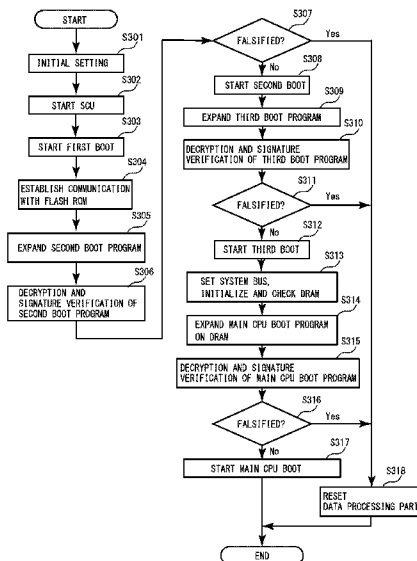 START
S301
INITIAL SETTING
S302
START SCU
S303
START FIRST BOOT
S304
ESTABLISH COMMUNICATION
WITH FLASH ROM
S305
EXPAND SECOND BOOT PROGRAM
S306
DECRYPTION AND
SIGNATURE VERIFICATION OF
SECOND BOOT PROGRAM
S307
FALSIFIED?
Yes
No
S308
START SECOND BOOT
S309
EXPAND THIRD BOOT PROGRAM
S310
DECRYPTION AND SIGNATURE
VERIFICATION OF THIRD BOOT PROGRAM
S311
FALSIFIED?
Yes
No
S312
START THIRD BOOT
S313
SET SYSTEM BUS,
INITIALIZE AND CHECK DRAM
S314
EXPAND MAIN CPU BOOT PROGRAM
ON DRAM
S315
DECRYPTION AND SIGNATURE
VERIFICATION OF MAIN CPU BOOT PROGRAM
S316
FALSIFIED?
Yes
No
S317
START MAIN CPU BOOT
S318
RESET
DATA PROCESSING PART
END